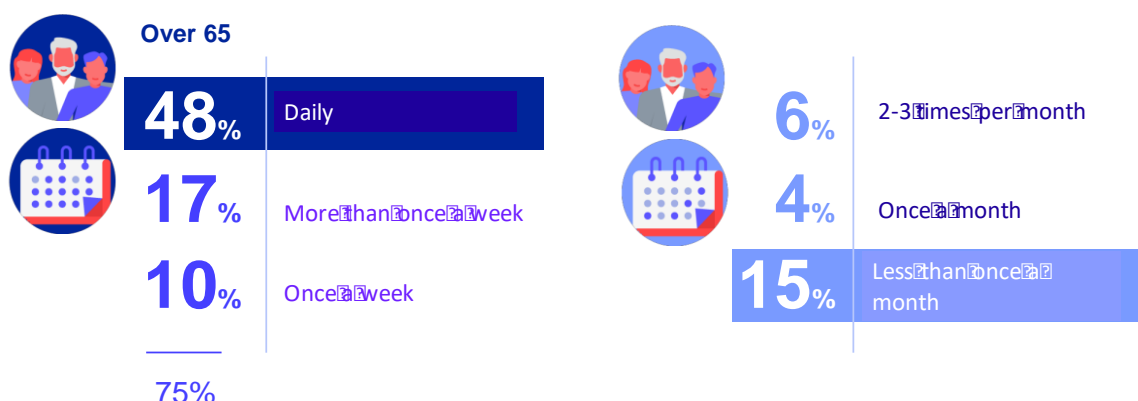 Over 65
48% Daily
17% More than once a week
10% Once a week
75%
6% 2-3 times per month
4% Once a month
15% Less than once a
month